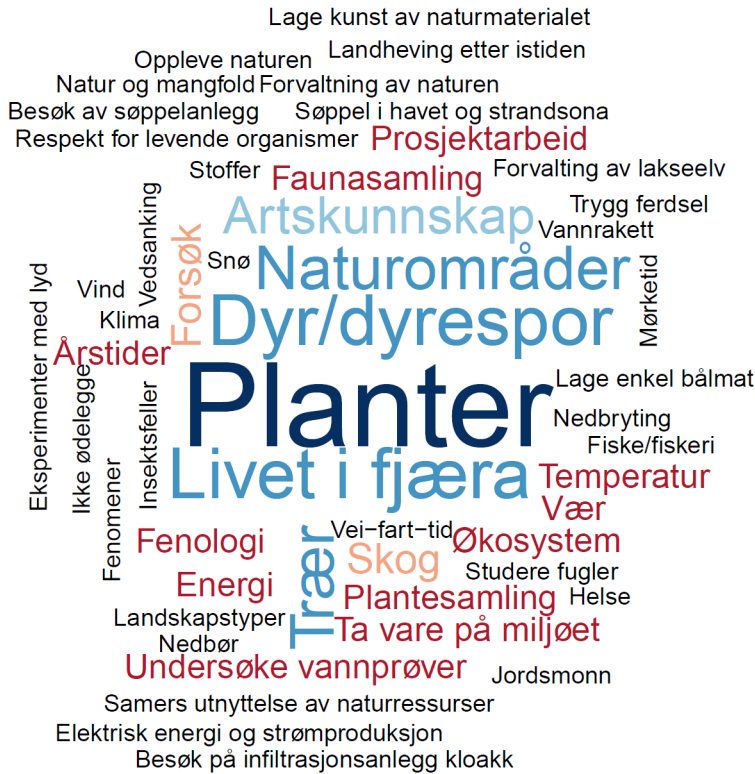 Lage kunst av naturmaterialet
Oppleve naturen
Landheving etter istiden
Natur og mangfold
Forvaltning av naturen
Besøk av søppelanlegg
Søppel i havet og strandsona
Respekt for levende organismer
Prosjektarbeid
Stoffer
Faunasamling
Forvalting av lakseelv
Vedsanking
Artskunnskap
Trygg ferdsel
Vannrakett
Forsøk
Snø
Naturområder
Mørketid
Eksperimenter med lyd
Vind
Klima
Dyr/dyrespor
Årstider
Planter
Lage enkel bålmat
Ikke ødelegge
Insektsfeller
Nedbryting
Fiske/fiskeri
Livet i fjæra
Temperatur
Vær
Fenomener
Fenologi
Vei−fart−tid
Økosystem
Trær
Skog
Studere fugler
Energi
Plantesamling
Helse
Landskapstyper
Ta vare på miljøet
Nedbør
Undersøke vannprøver
Jordsmonn
Samers utnyttelse av naturressurser
Elektrisk energi og strømproduksjon
Besøk på infiltrasjonsanlegg kloakk